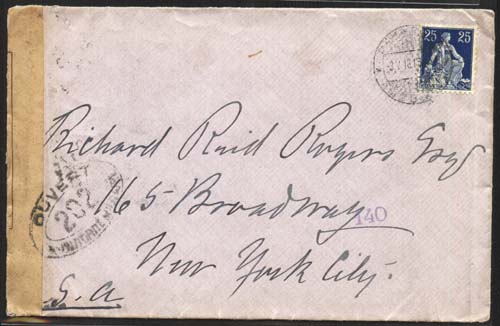 25 25
Richard Reid Rogers Esq
165 Broadway
140
New York City.
S.A
OUVERT
202